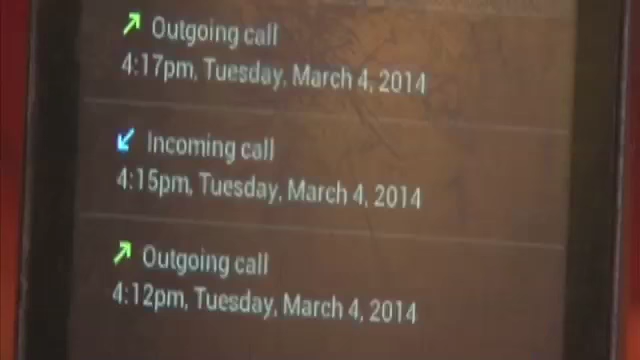 Outgoing call
4:17pm, Tuesday, March 4, 2014
Incoming call
4:15pm, Tuesday, March 4, 2014
Outgoing call
4:12pm, Tuesday, March 4, 2014